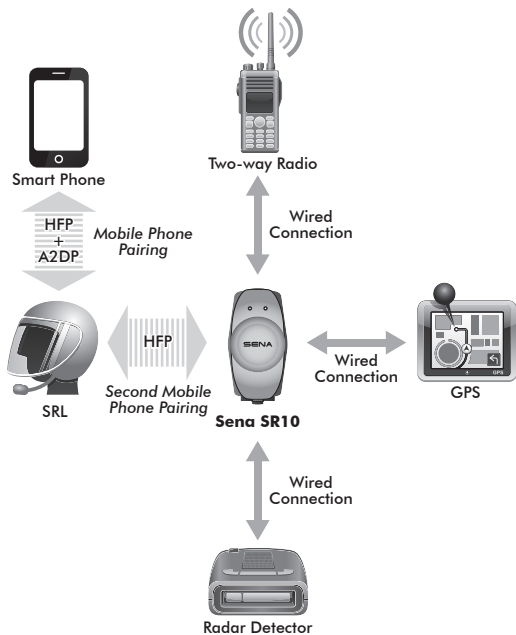 Two-way Radio
Smart Phone
HFP
+
A2DP
Mobile Phone
Pairing
Wired
Connection
HFP
Second Mobile
Phone Pairing
SRL
SENA
Sena SR10
Wired
Connection
GPS
GPS
Wired
Connection
Radar Detector